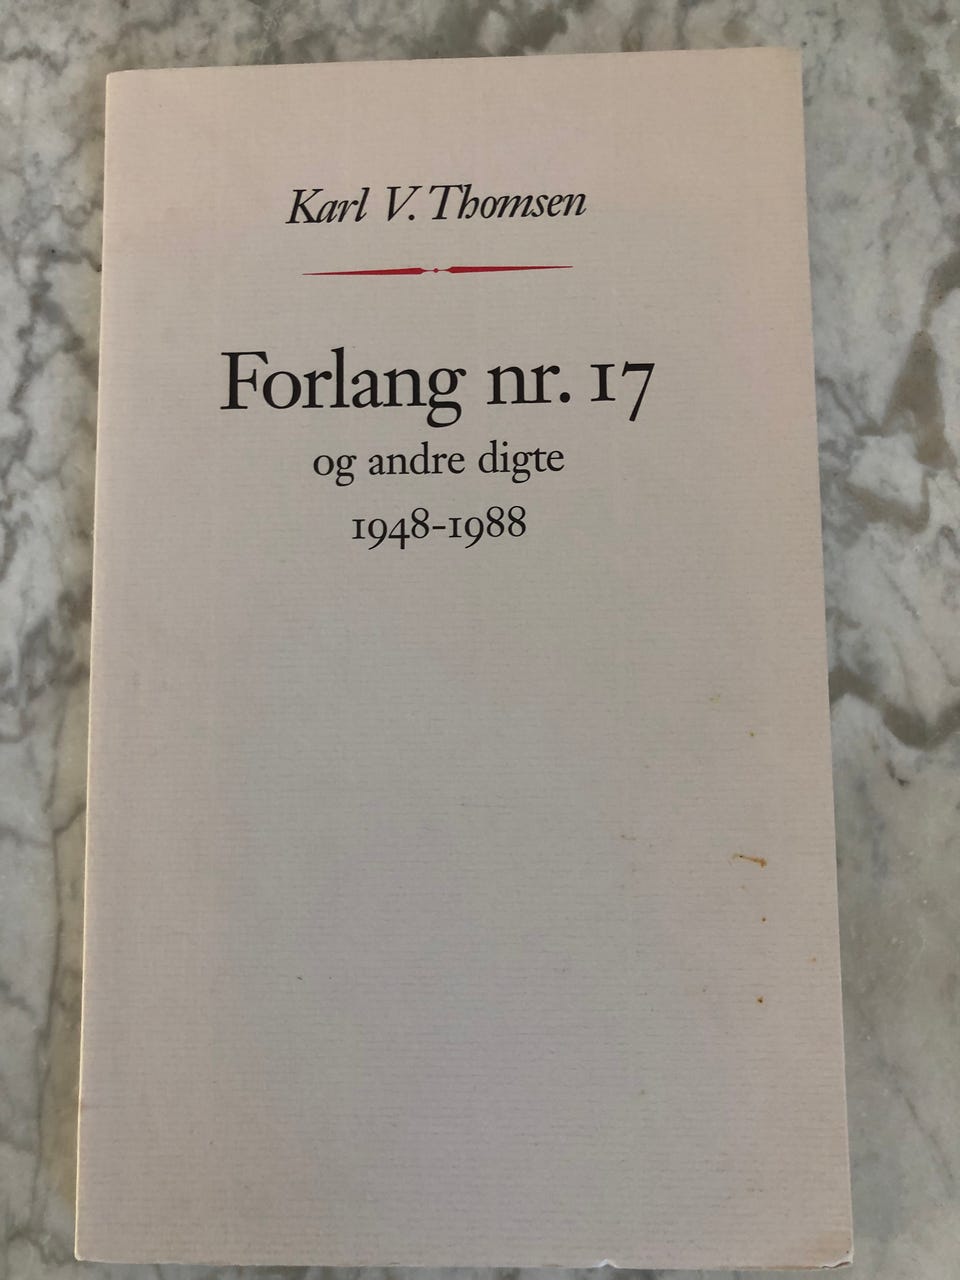 Karl V. Thomsen
Forlang nr. 17
og andre digte
1948-1988